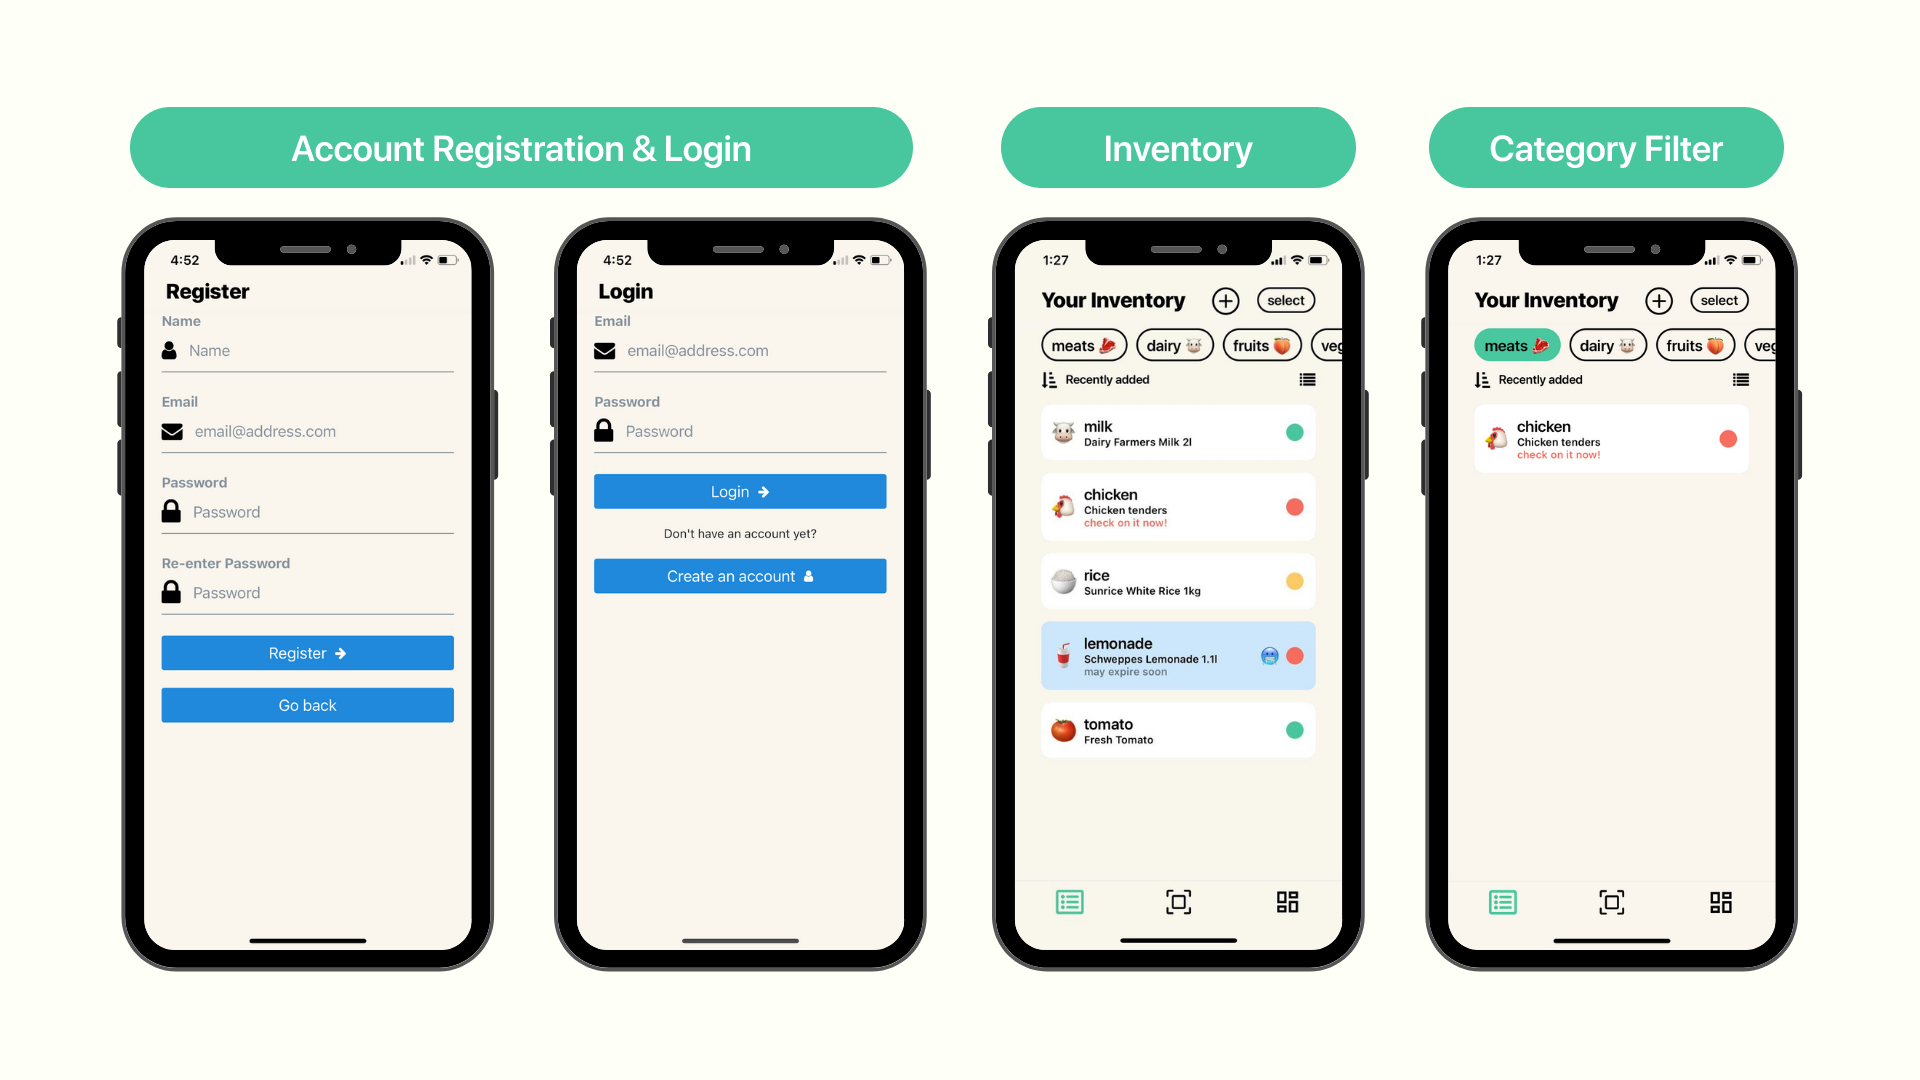 Account Registration & Login
Inventory
Category Filter
4:52
Register
Name
Name
Email
email@address.com
Password
Password
Re-enter Password
Password
Register
Go back
4:52
Login
Email
email@address.com
Password
Password
Login
Don't have an account yet?
Create an account
1:27
Your Inventory
select
meats
dairy
fruits
veg
Recently added
milk
Dairy Farmers Milk 2l
chicken
Chicken tenders
check on it now!
rice
Sunrice White Rice 1kg
lemonade
Schweppes Lemonade 1.1l
may expire soon
tomato
Fresh Tomato
1:27
Your Inventory
select
meats
dairy
fruits
veg
Recently added
chicken
Chicken tenders
check on it now!